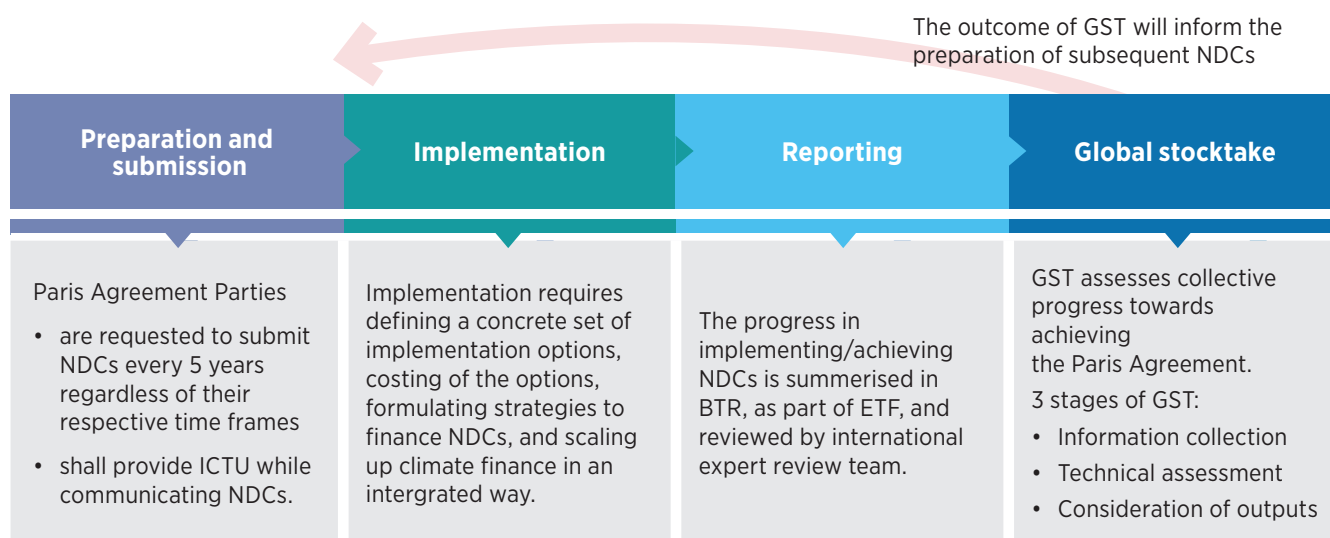 The outcome of GST will inform the
preparation of subsequent NDCs
Preparation and
submission
Implementation
Reporting
Global stocktake
Paris Agreement Parties
• are requested to submit
NDCs every 5 years
regardless of their
respective time frames
• shall provide ICTU while
communicating NDCs.
Implementation requires
defining a concrete set of
implementation options,
costing of the options,
formulating strategies to
finance NDCs, and scaling
up climate finance in an
intergrated way.
The progress in
implementing/achieving
NDCs is summerised in
BTR, as part of ETF, and
reviewed by international
expert review team.
GST assesses collective
progress towards
achieving
the Paris Agreement.
3 stages of GST:
• Information collection
• Technical assessment
• Consideration of outputs